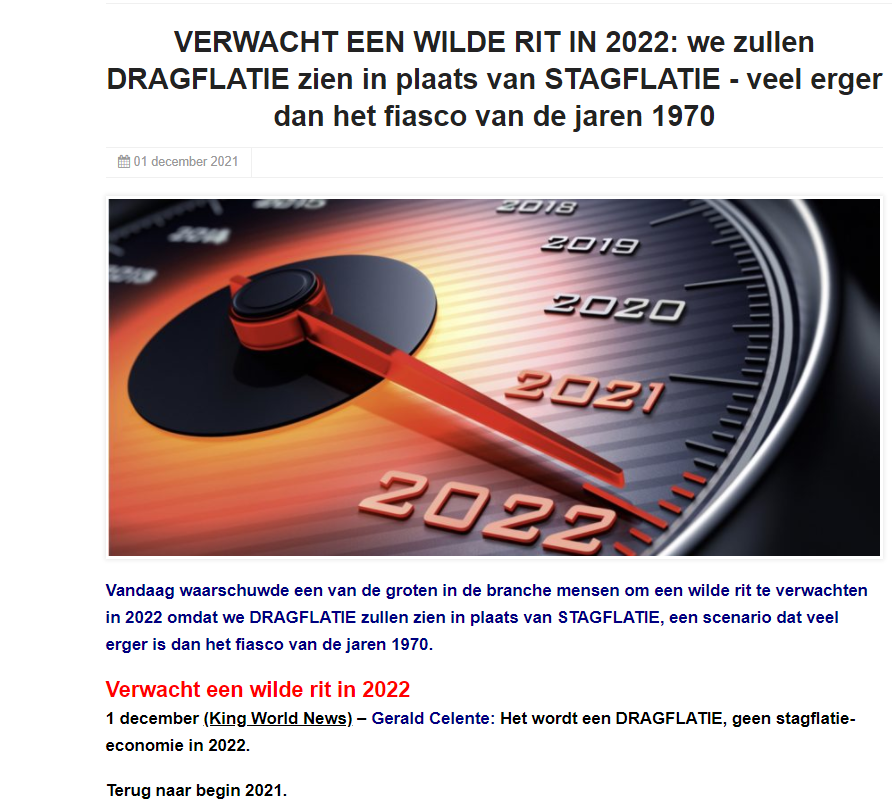 VERWACHT EEN WILDE RIT IN 2022: we zullen
DRAGFLATIE zien in plaats van STAGFLATIE - veel erger
dan het fiasco van de jaren 1970
01 december 2021
2013
2014
2015
2018
2019
2020
2021
2022
Vandaag waarschuwde een van de groten in de branche mensen om een wilde rit te verwachten
in 2022 omdat we DRAGFLATIE zullen zien in plaats van STAGFLATIE, een scenario dat veel
erger is dan het fiasco van de jaren 1970.
Verwacht een wilde rit in 2022
1 december (King World News) – Gerald Celente: Het wordt een DRAGFLATIE, geen stagflatie-
economie in 2022.
Terug naar begin 2021.